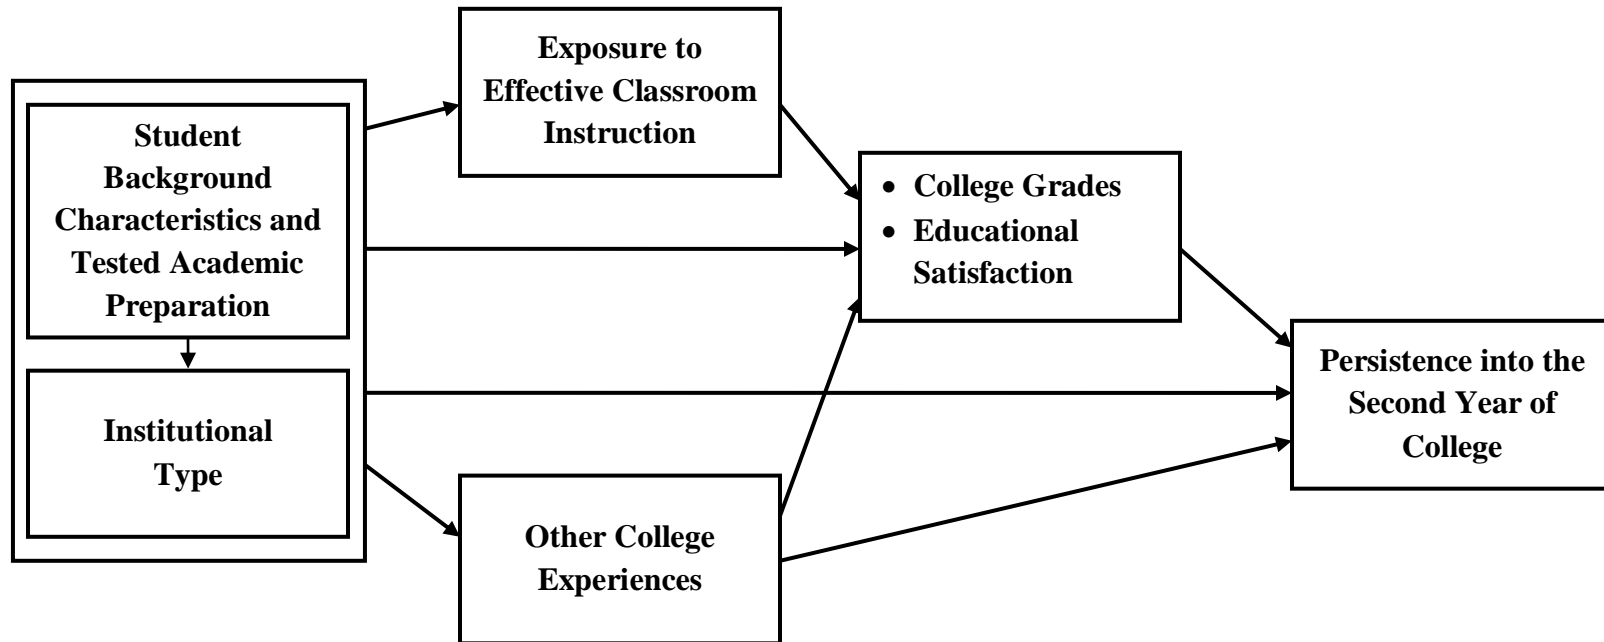 Exposure to
Effective Classroom
Instruction
Student
Background
Characteristics and
Tested Academic
Preparation
Institutional
Type
• College Grades
• Educational
Satisfaction
Other College
Experiences
Persistence into the
Second Year of
College